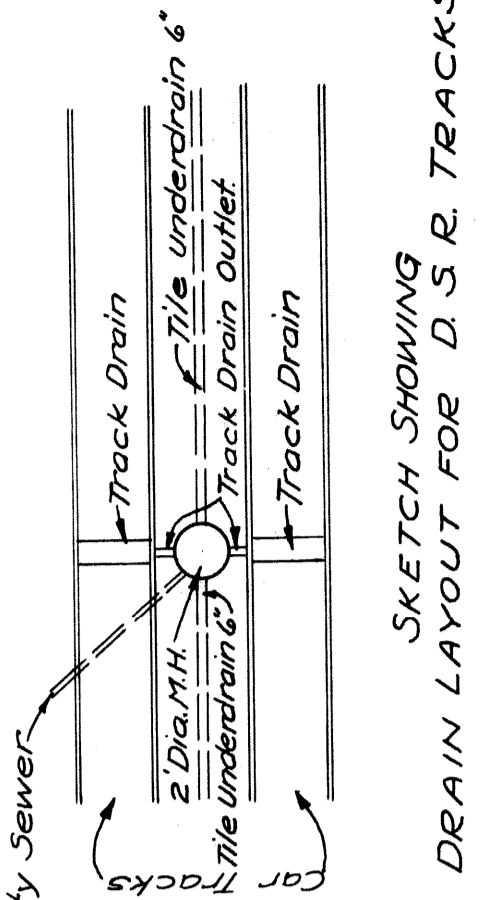 Tile Underdrain 6"
Track Drain
Track Drain Outlet
Track Drain
Sewer
2' Dia. M.H.
Tile Underdrain 6"
Car Tracks
SKETCH SHOWING
DRAIN LAYOUT FOR D. S. R. TRACKS